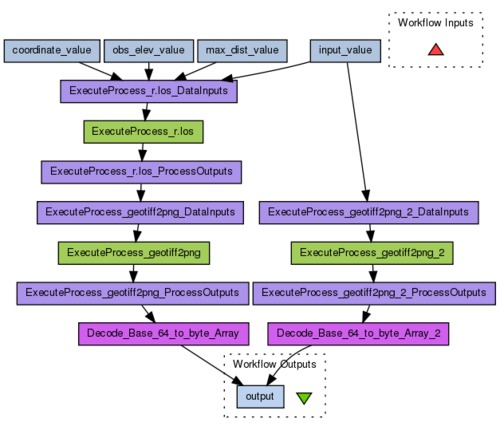 Workflow Inputs
coordinate_value
obs_elev_value
max_dist_value
input_value
ExecuteProcess_r.los_DataInputs
ExecuteProcess_r.los
ExecuteProcess_r.los_ProcessOutputs
ExecuteProcess_geotiff2png_DataInputs
ExecuteProcess_geotiff2png_2_DataInputs
ExecuteProcess_geotiff2png
ExecuteProcess_geotiff2png_2
ExecuteProcess_geotiff2png_ProcessOutputs
ExecuteProcess_geotiff2png_2_ProcessOutputs
Decode_Base_64_to_byte_Array
Decode_Base_64_to_byte_Array_2
Workflow Outputs
output